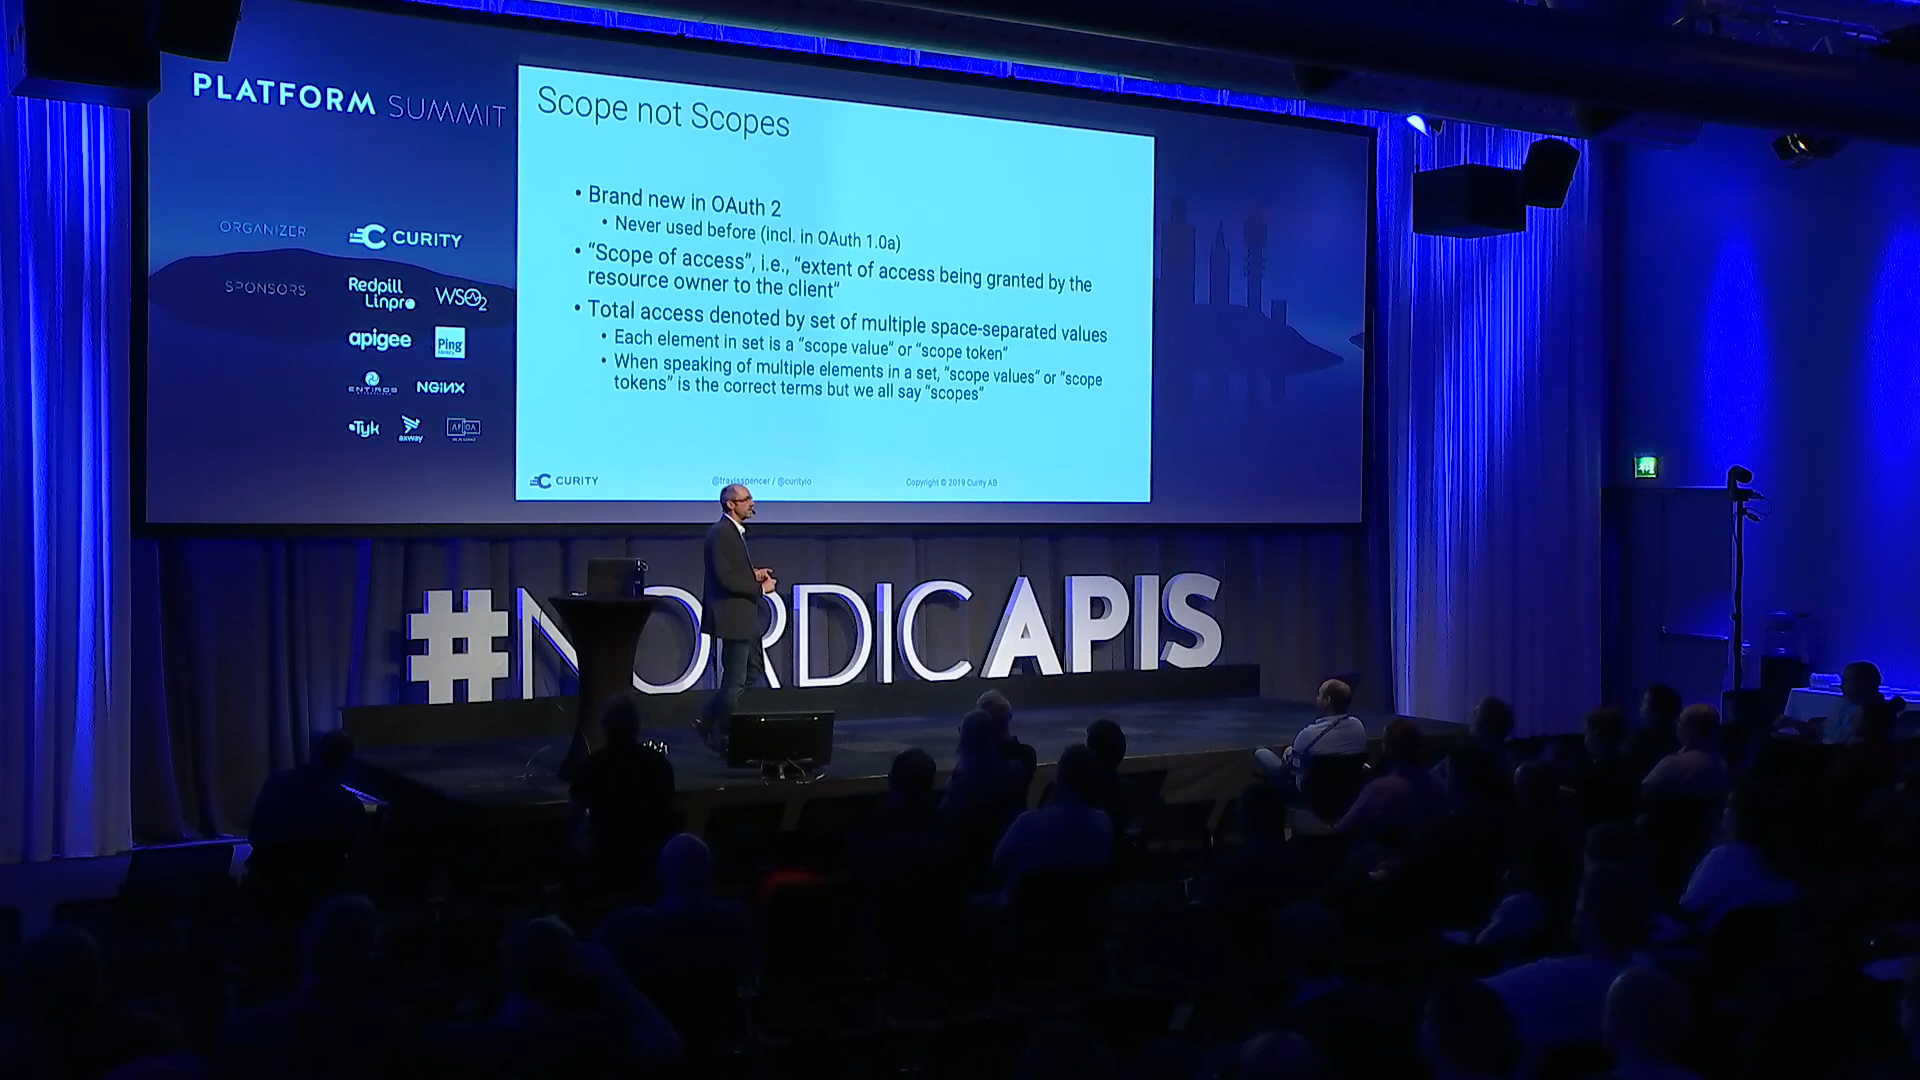 PLATFORM SUMMIT
ORGANIZER
CURITY
SPONSORS
Redpill
Linpro
WSO2
apigee
Ping
ENTIROS
NGINX
Tyk
axway
Scope not Scopes
• Brand new in OAuth 2
• Never used before (incl. in OAuth 1.0a)
• “Scope of access”, i.e., “extent of access being granted by the
resource owner to the client”
• Total access denoted by set of multiple space-separated values
• Each element in set is a “scope value” or “scope token”
• When speaking of multiple elements in a set, “scope values” or “scope
tokens” is the correct terms but we all say “scopes”
CURITY
@travisspencer / @curityio
Copyright © 2019 Curity AB
#NORDICAPIS